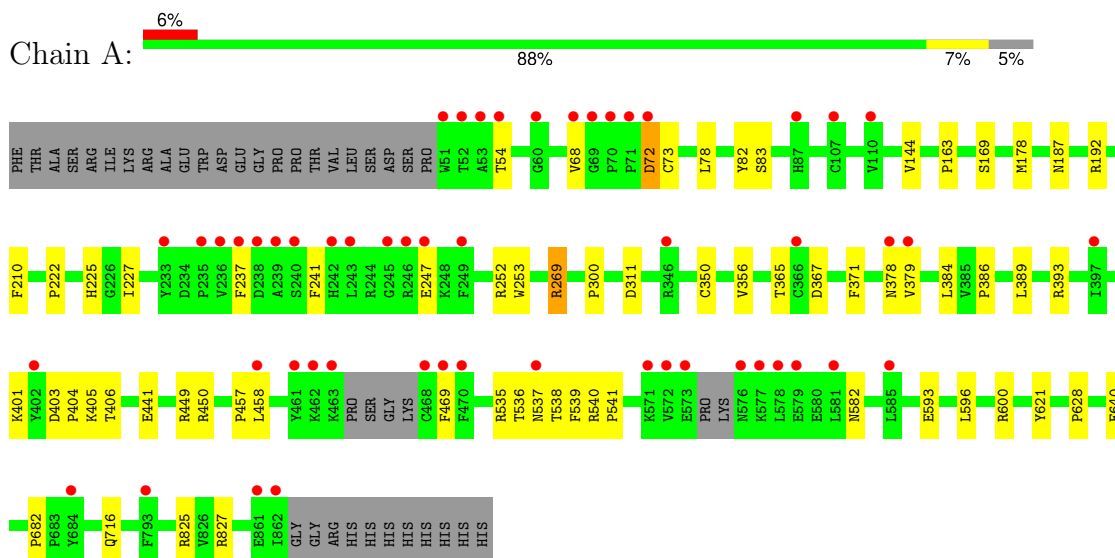 6%
Chain A:
88% 7% 5%
PHE THR ALA SER ARG ILE LYS ARG ALA GLU TRP ASP GLU GLY PRO PRO THR VAL LEU SER ASP SER PRO W51 T52 A53 T54 G60 V68 G69 P70 P71 D72 C73 L78 Y82 S83 H87 C107 V110 V144 P163 S169 M178 N187 R192
F210 P222 H225 G226 I227 Y233 D234 P235 V236 F237 D238 A239 S240 F241 H242 L243 R244 G245 R246 E247 K248 F249 R252 W253 R269 P300 D311 R346 C350 V356 T365 C366 D367 F371 N378 V379 L384 V385 P386 L389 R393 I397
K401 Y402 D403 P404 K405 T406 E441 R449 R450 P457 L458 Y461 K462 K463 PRO SER GLY LYS C468 F469 F470 R535 T536 N537 T538 F539 R540 P541 K571 V572 E573 PRO LYS N576 K577 L578 E579 E580 L581 N582 L585 E593 L596 R600 Y621 P628
P682 P683 Y684 Q716 F793 R825 V826 R827 E861 I862 GLY GLY ARG HIS HIS HIS HIS HIS HIS